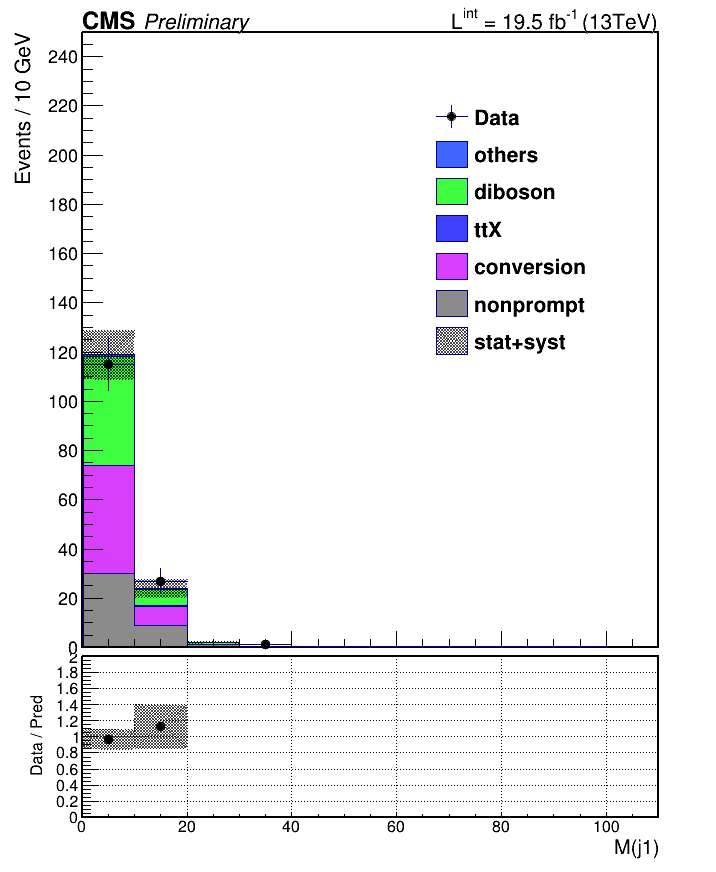 CMS Preliminary L^int = 19.5 fb^-1 (13TeV)
Events / 10 GeV
240
220
200
180
160
140
120
100
80
60
40
20
0
Data
others
diboson
ttX
conversion
nonprompt
stat+syst
Data / Pred
2
1.8
1.6
1.4
1.2
1
0.8
0.6
0.4
0.2
0
0 20 40 60 80 100
M(j1)